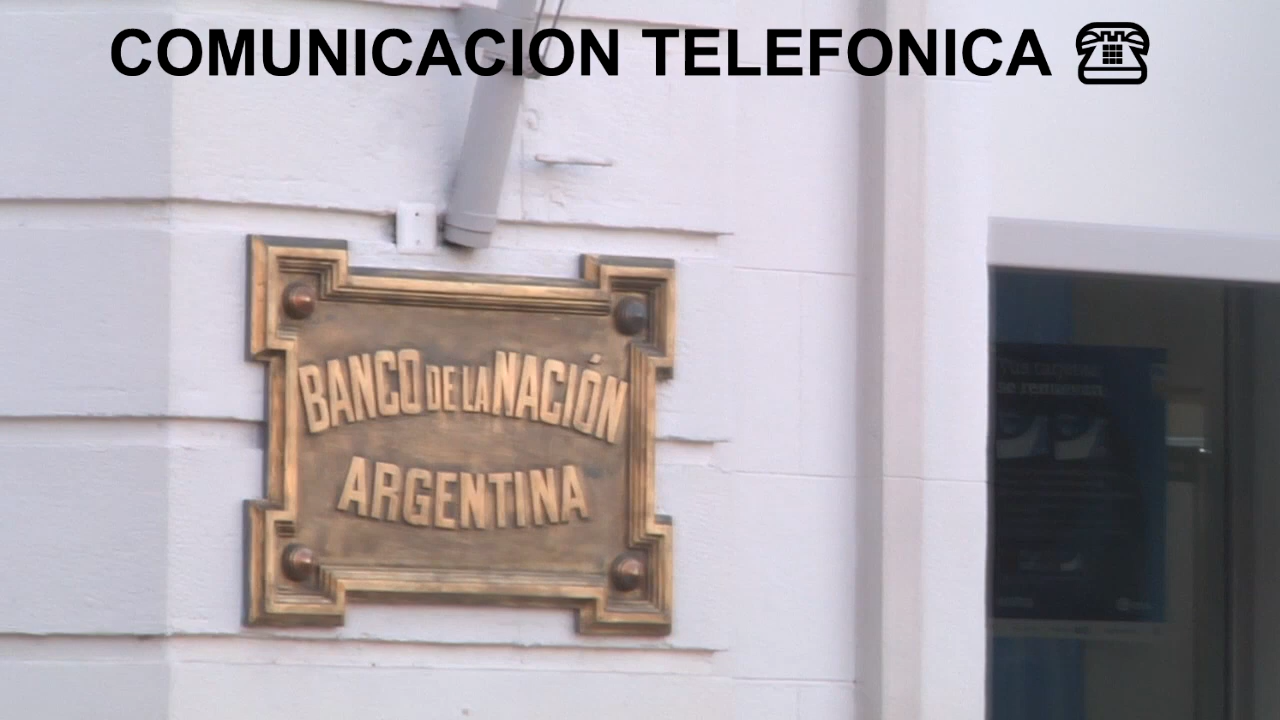 COMUNICACION TELEFONICA ☏
BANCO DE LA NACIÓN
ARGENTINA